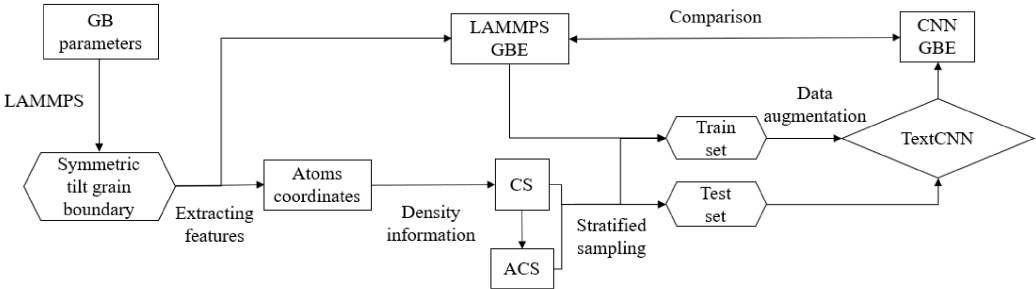 GB
parameters
LAMMPS
Symmetric
tilt grain
boundary
Extracting
features
Atoms
coordinates
Density
information
LAMMPS
GBE
CS
ACS
Stratified
sampling
Comparison
Train
set
Test
set
Data
augmentation
CNN
GBE
TextCNN